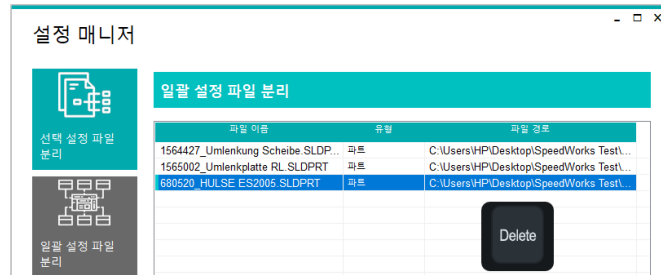 설정 매니저
선택 설정 파일
분리
일괄 설정 파일
분리
일괄 설정 파일 분리
파일 이름 유형 파일 경로
1564427_Umlenkung Scheibe.SLDP... 파트 C:\Users\HP\Desktop\SpeedWorks Test\...
1565002_Umlenkplatte RL.SLDPRT 파트 C:\Users\HP\Desktop\SpeedWorks Test\...
680520_HULSE ES2005.SLDPRT 파트 C:\Users\HP\Desktop\SpeedWorks Test\...
Delete